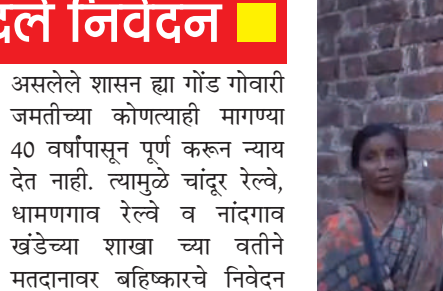 दले निवेदन
असलेले शासन ह्या गोंड गोवारी
जमतीच्या कोणत्याही मागण्या
40 वर्षांपासून पूर्ण करून न्याय
देत नाही. त्यामुळे चांदूर रेल्वे,
धामणगाव रेल्वे व नांदगाव
खंडेच्या शाखा च्या वतीने
मतदानावर बहिष्कारचे निवेदन